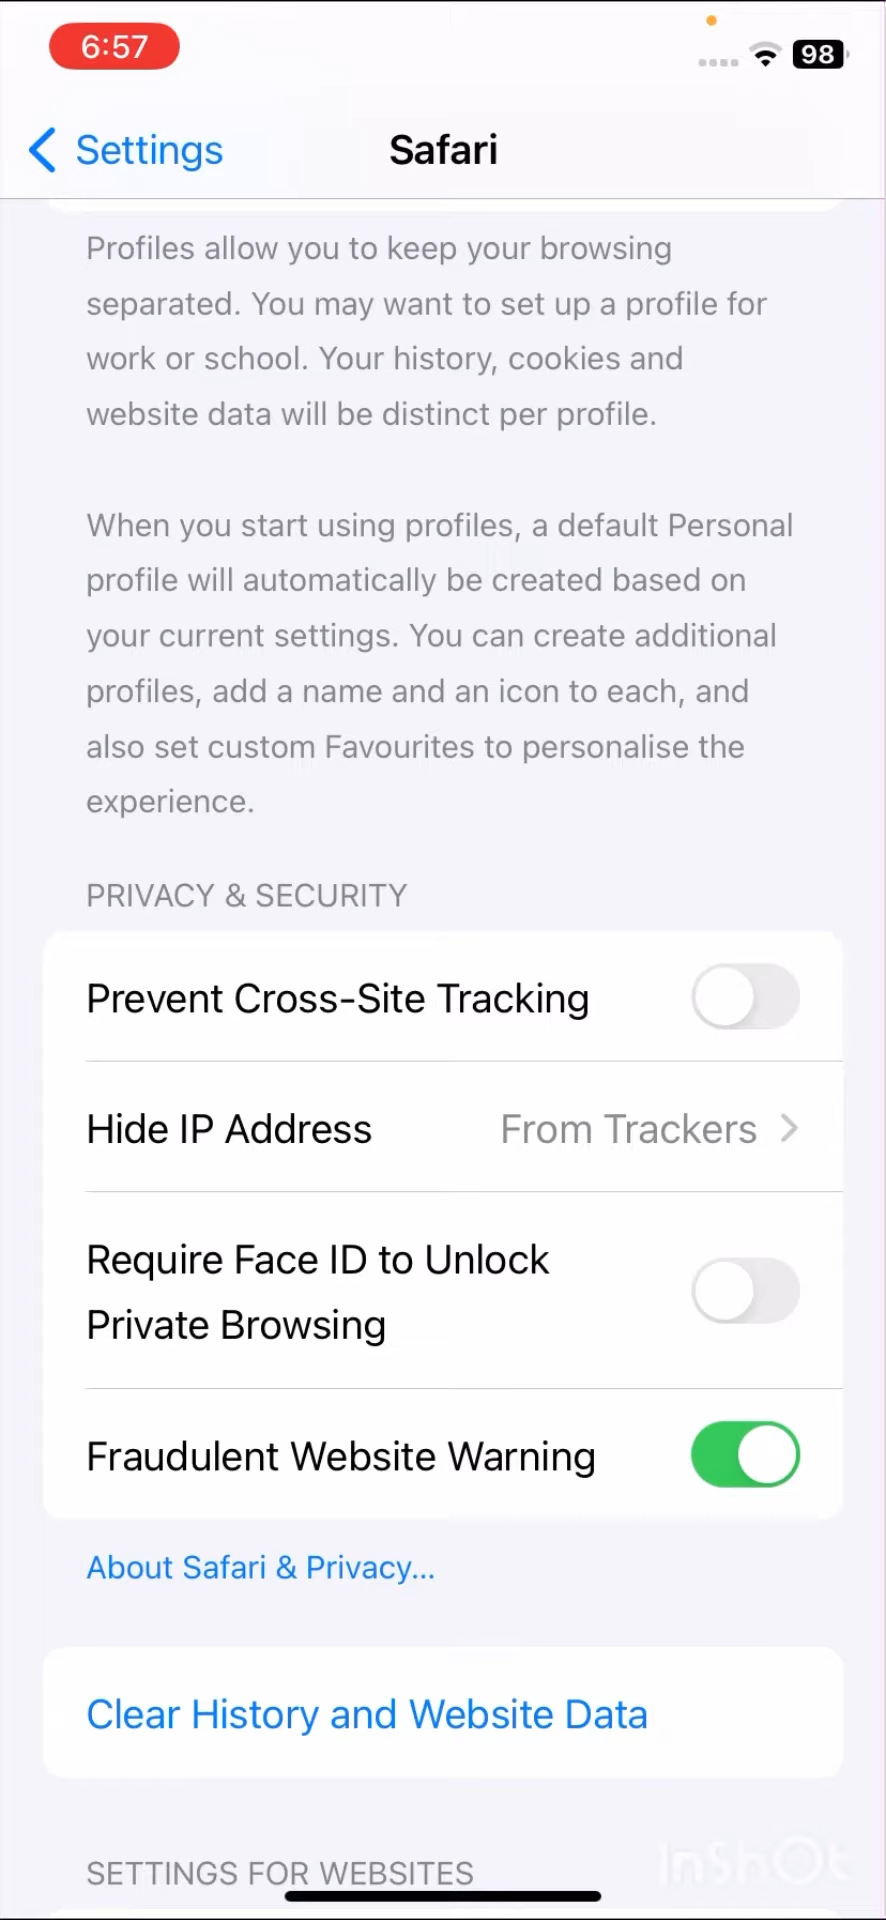 6:57
98
Settings
Safari
Profiles allow you to keep your browsing
separated. You may want to set up a profile for
work or school. Your history, cookies and
website data will be distinct per profile.
When you start using profiles, a default Personal
profile will automatically be created based on
your current settings. You can create additional
profiles, add a name and an icon to each, and
also set custom Favourites to personalise the
experience.
PRIVACY & SECURITY
Prevent Cross-Site Tracking
Hide IP Address From Trackers
Require Face ID to Unlock
Private Browsing
Fraudulent Website Warning
About Safari & Privacy...
Clear History and Website Data
SETTINGS FOR WEBSITES
InShOt